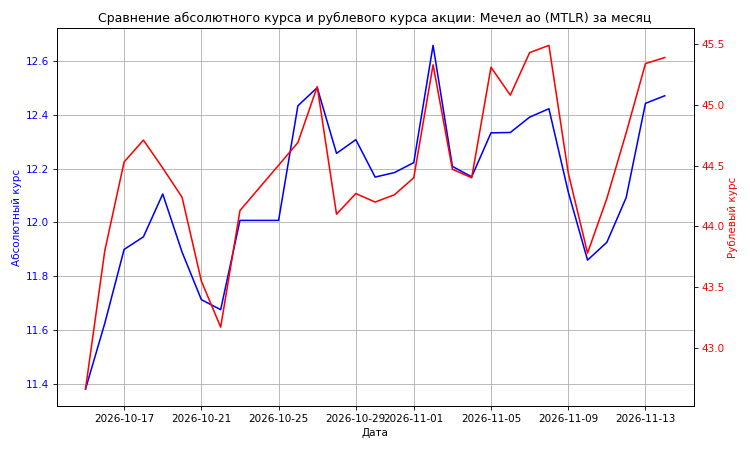 Сравнение абсолютного курса и рублевого курса акции: Мечел ао (MTLR) за месяц
12.6
12.4
12.2
12.0
11.8
11.6
11.4
Абсолютный курс
45.5
45.0
44.5
44.0
43.5
43.0
Рублевый курс
2026-10-17 2026-10-21 2026-10-25 2026-10-29 2026-11-01 2026-11-05 2026-11-09 2026-11-13
Дата